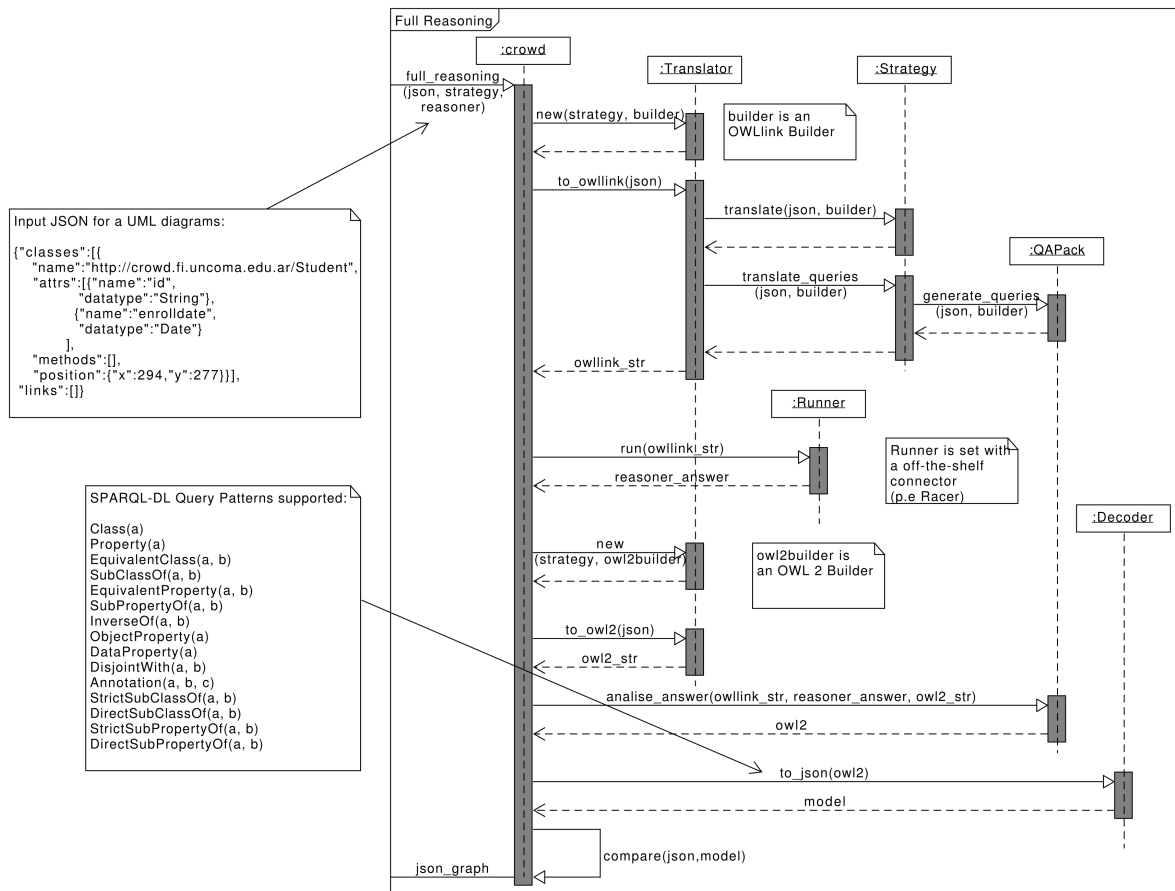 Full Reasoning
:crowd
:Translator
:Strategy
full_reasoning
(json, strategy,
reasoner)
new(strategy, builder)
builder is an
OWLlink Builder
to_owllink(json)
translate(json, builder)
Input JSON for a UML diagrams:
{"classes":[{
"name":"http://crowd.fi.uncoma.edu.ar/Student",
"attrs":[{"name":"id",
"datatype":"String"},
{"name":"enrolldate",
"datatype":"Date"}
],
"methods":[],
"position":{"x":294,"y":277}}],
"links":[]}
:QAPack
translate_queries
(json, builder)
generate_queries
(json, builder)
owllink_str
:Runner
run(owllink_str)
reasoner_answer
Runner is set with
a off-the-shelf
connector
(p.e Racer)
SPARQL-DL Query Patterns supported:
Class(a)
Property(a)
EquivalentClass(a, b)
SubClassOf(a, b)
EquivalentProperty(a, b)
SubPropertyOf(a, b)
InverseOf(a, b)
ObjectProperty(a)
DataProperty(a)
DisjointWith(a, b)
Annotation(a, b, c)
StrictSubClassOf(a, b)
DirectSubClassOf(a, b)
StrictSubPropertyOf(a, b)
DirectSubPropertyOf(a, b)
:Decoder
new
(strategy, owl2builder)
owl2builder is
an OWL 2 Builder
to_owl2(json)
owl2_str
analise_answer(owllink_str, reasoner_answer, owl2_str)
owl2
to_json(owl2)
model
compare(json,model)
json_graph